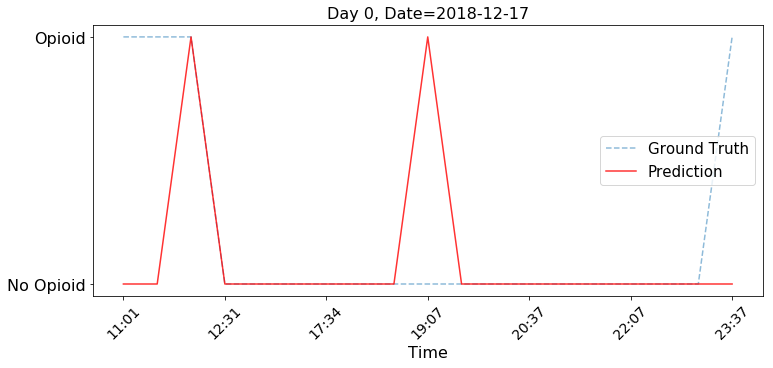 Day 0, Date=2018-12-17
Opioid
No Opioid
Ground Truth
Prediction
11:01
12:31
17:34
19:07
20:37
22:07
23:37
Time